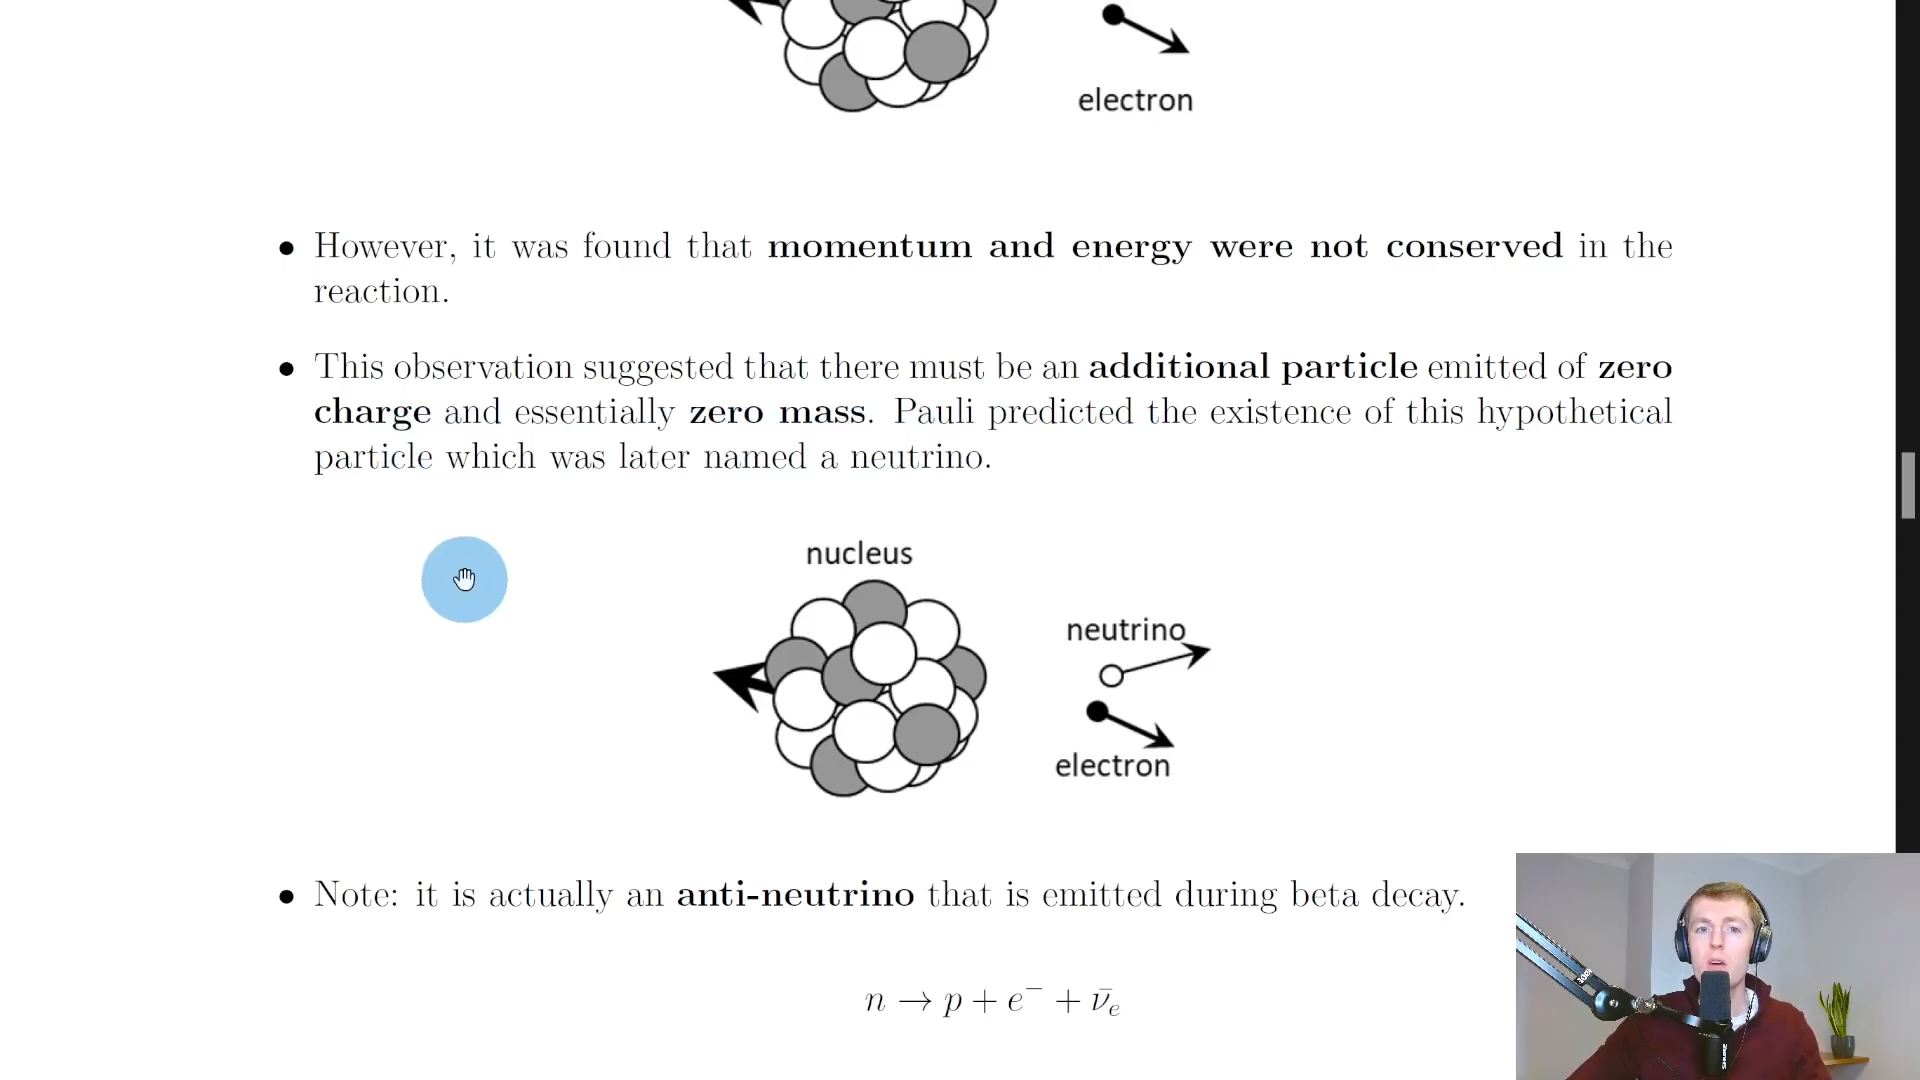 electron
• However, it was found that momentum and energy were not conserved in the
reaction.
• This observation suggested that there must be an additional particle emitted of zero
charge and essentially zero mass. Pauli predicted the existence of this hypothetical
particle which was later named a neutrino.
nucleus
neutrino
electron
• Note: it is actually an anti-neutrino that is emitted during beta decay.
n → p + e⁻ + ν̄ₑ